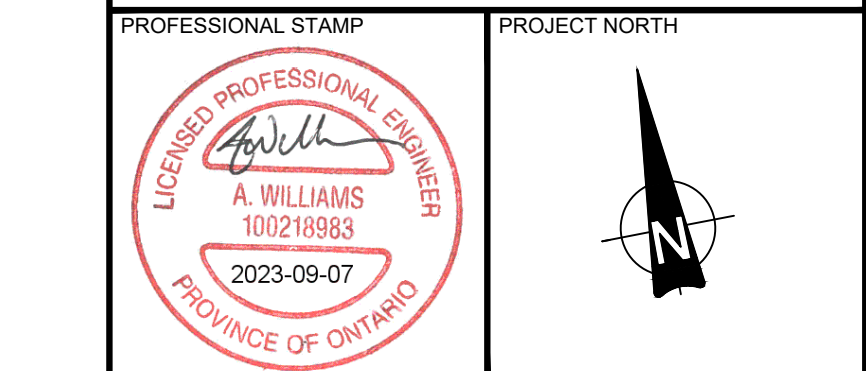 PROFESSIONAL STAMP
LICENSED PROFESSIONAL ENGINEER
A. WILLIAMS
100218983
2023-09-07
PROVINCE OF ONTARIO
PROJECT NORTH
N